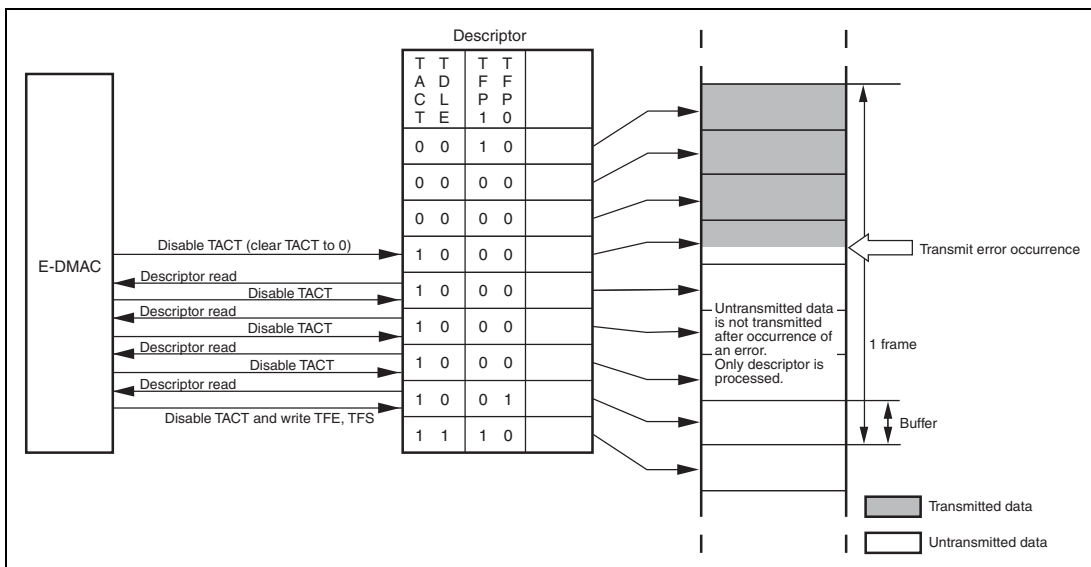 Descriptor
TACT TDLE TFP1 TFP0
0 0 1 0
0 0 0 0
0 0 0 0
1 0 0 0
1 0 0 0
1 0 0 0
1 0 0 0
1 0 0 1
1 1 1 0
E-DMAC
Disable TACT (clear TACT to 0)
Descriptor read
Disable TACT
Descriptor read
Disable TACT
Descriptor read
Disable TACT
Descriptor read
Disable TACT and write TFE, TFS
Transmit error occurrence
Untransmitted data
is not transmitted
after occurrence of
an error.
Only descriptor is
processed.
1 frame
Buffer
Transmitted data
Untransmitted data